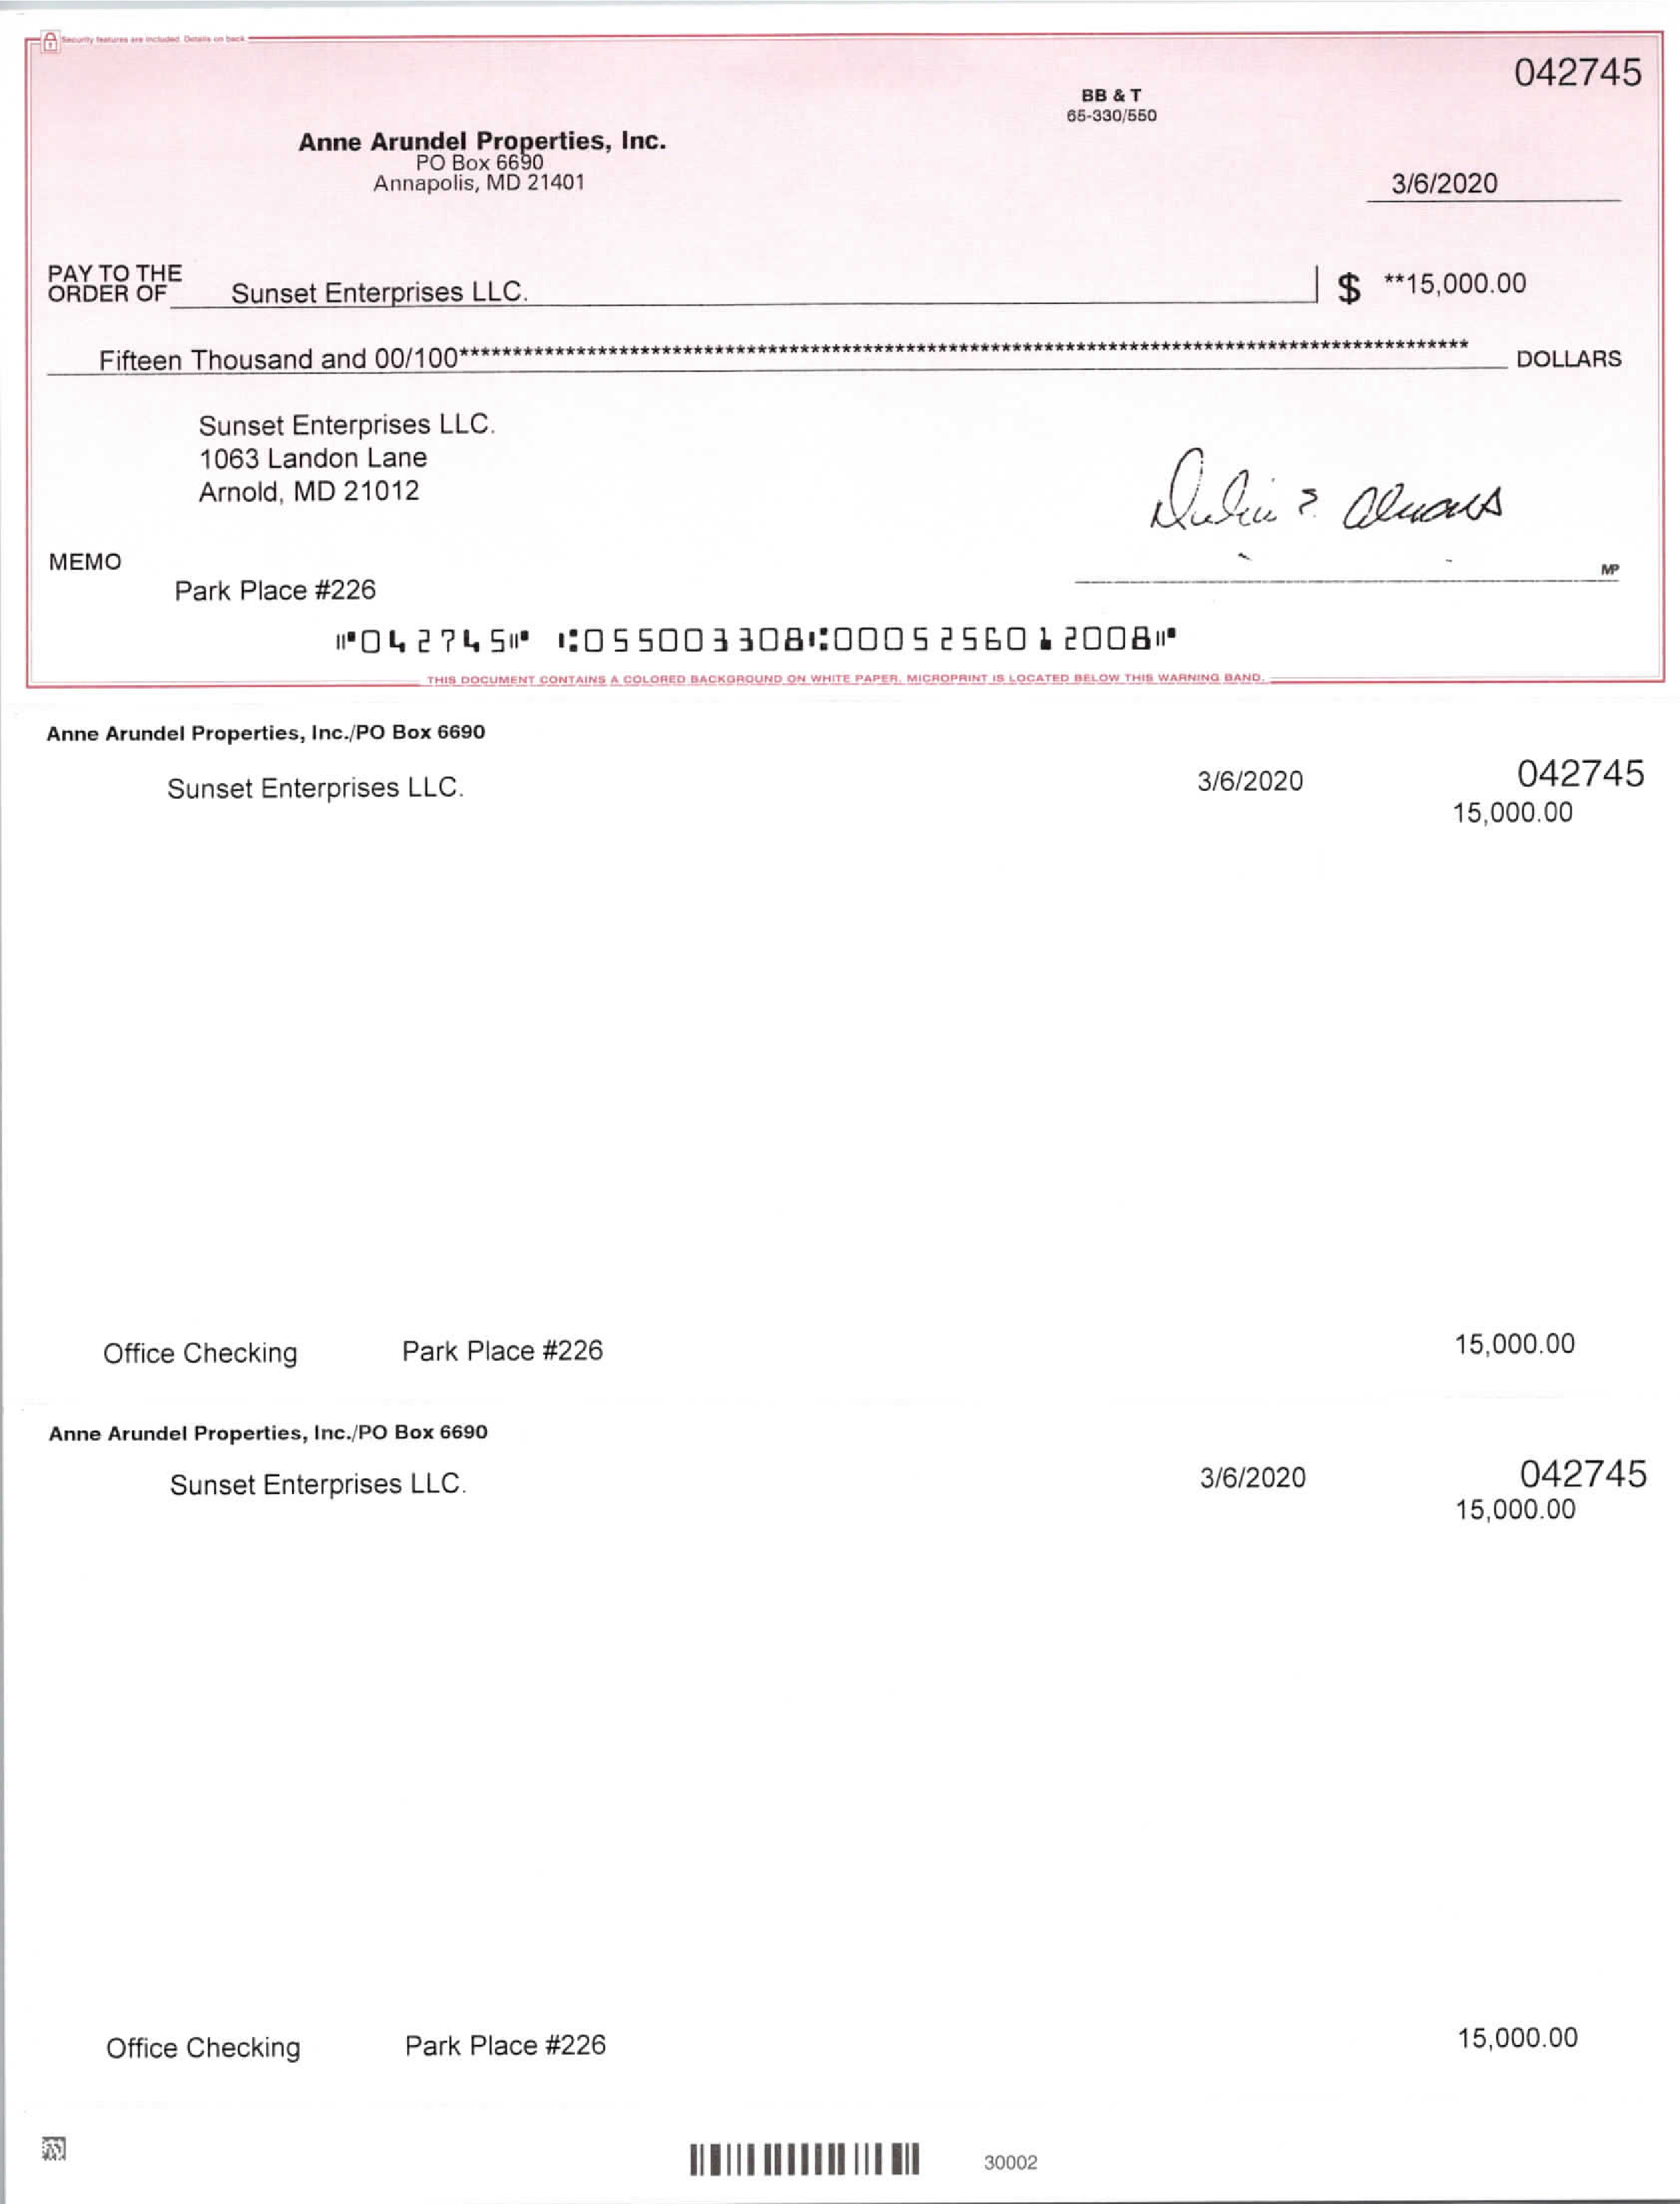 Security features are included. Details on back.
042745
BB & T
65-330/550
Anne Arundel Properties, Inc.
PO Box 6690
Annapolis, MD 21401
3/6/2020
PAY TO THE
ORDER OF Sunset Enterprises LLC. $ **15,000.00
Fifteen Thousand and 00/100*********************************************************************************************** DOLLARS
Sunset Enterprises LLC.
1063 Landon Lane
Arnold, MD 21012
MEMO
MP
Park Place #226
⑈042745⑈ ⑆055003308⑆0005256012008⑈
THIS DOCUMENT CONTAINS A COLORED BACKGROUND ON WHITE PAPER. MICROPRINT IS LOCATED BELOW THIS WARNING BAND.
Anne Arundel Properties, Inc./PO Box 6690
Sunset Enterprises LLC. 3/6/2020 042745
15,000.00
Office Checking Park Place #226 15,000.00
Anne Arundel Properties, Inc./PO Box 6690
Sunset Enterprises LLC. 3/6/2020 042745
15,000.00
Office Checking Park Place #226 15,000.00
30002